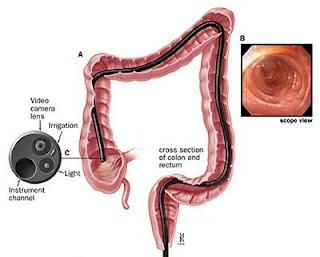 A
B
scope view
Video
camera
lens
Irrigation
C
Light
Instrument
channel
cross section
of colon and
rectum